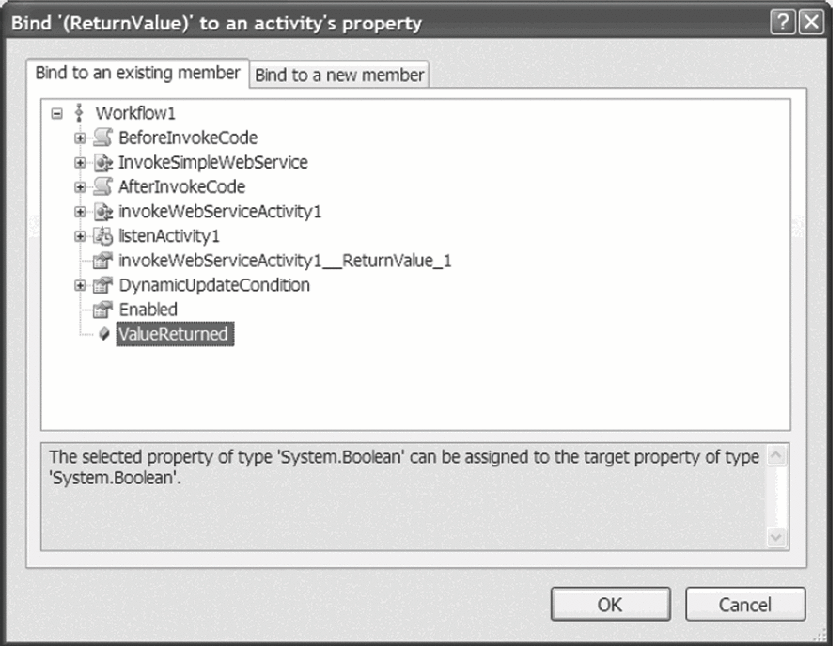 Bind '(ReturnValue)' to an activity's property
Bind to an existing member
Bind to a new member
Workflow1
BeforeInvokeCode
InvokeSimpleWebService
AfterInvokeCode
invokeWebServiceActivity1
listenActivity1
invokeWebServiceActivity1__ReturnValue_1
DynamicUpdateCondition
Enabled
ValueReturned
The selected property of type 'System.Boolean' can be assigned to the target property of type
'System.Boolean'.
OK
Cancel